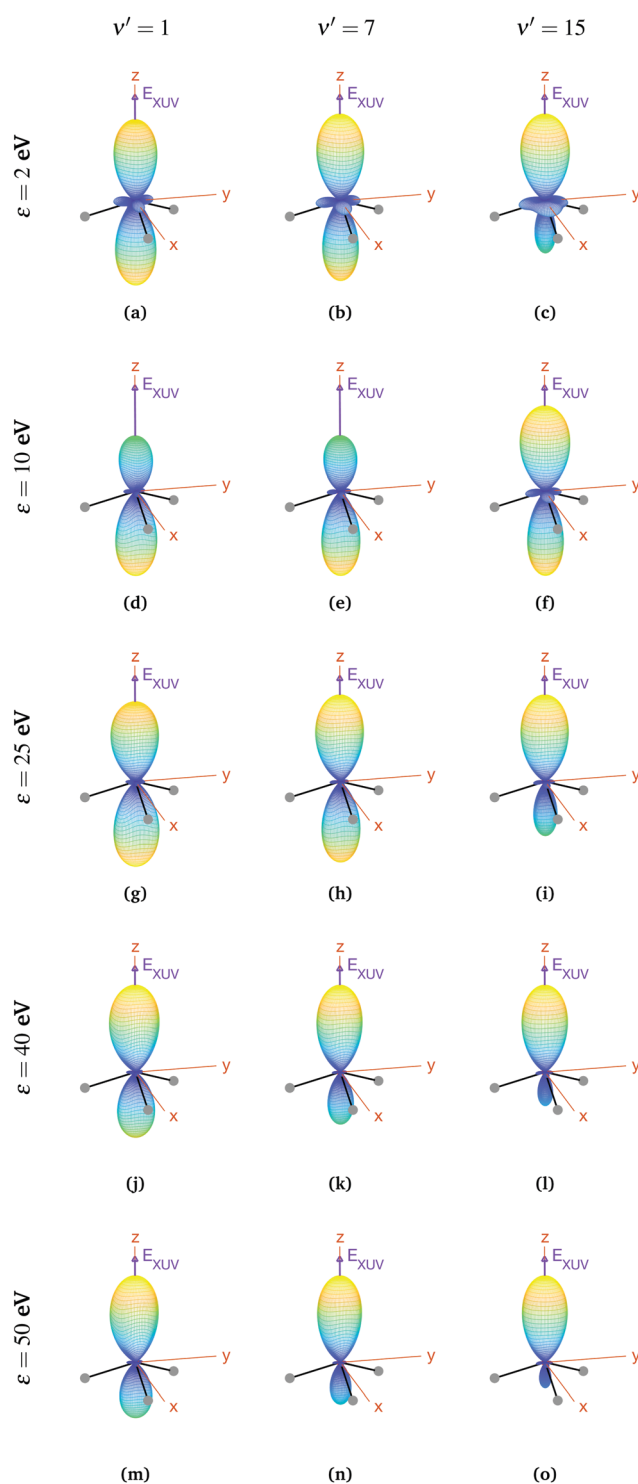 ν′ = 1 ν′ = 7 ν′ = 15
ε = 2 eV
z z z
E_XUV E_XUV E_XUV
y y y
x x x
(a) (b) (c)
ε = 10 eV
z z z
E_XUV E_XUV E_XUV
y y y
x x x
(d) (e) (f)
ε = 25 eV
z z z
E_XUV E_XUV E_XUV
y y y
x x x
(g) (h) (i)
ε = 40 eV
z z z
E_XUV E_XUV E_XUV
y y y
x x x
(j) (k) (l)
ε = 50 eV
z z z
E_XUV E_XUV E_XUV
y y y
x x x
(m) (n) (o)